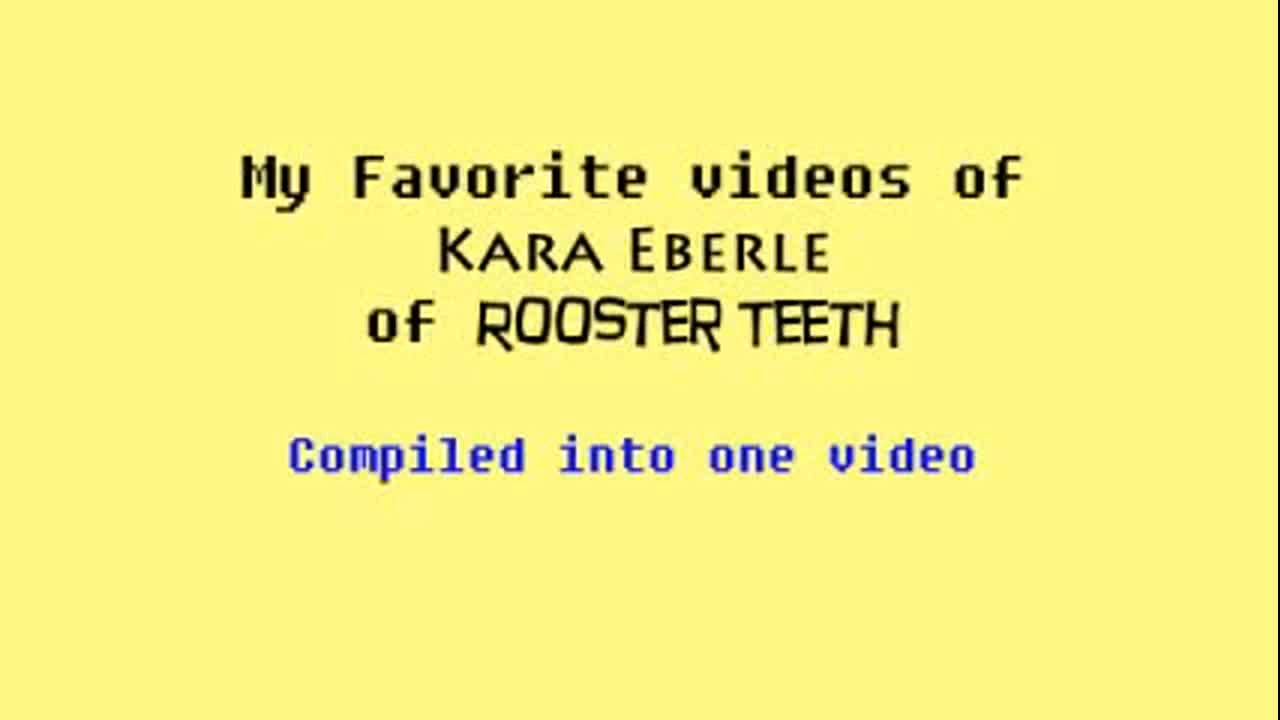 My Favorite videos of
KARA EBERLE
of ROOSTER TEETH
Compiled into one video